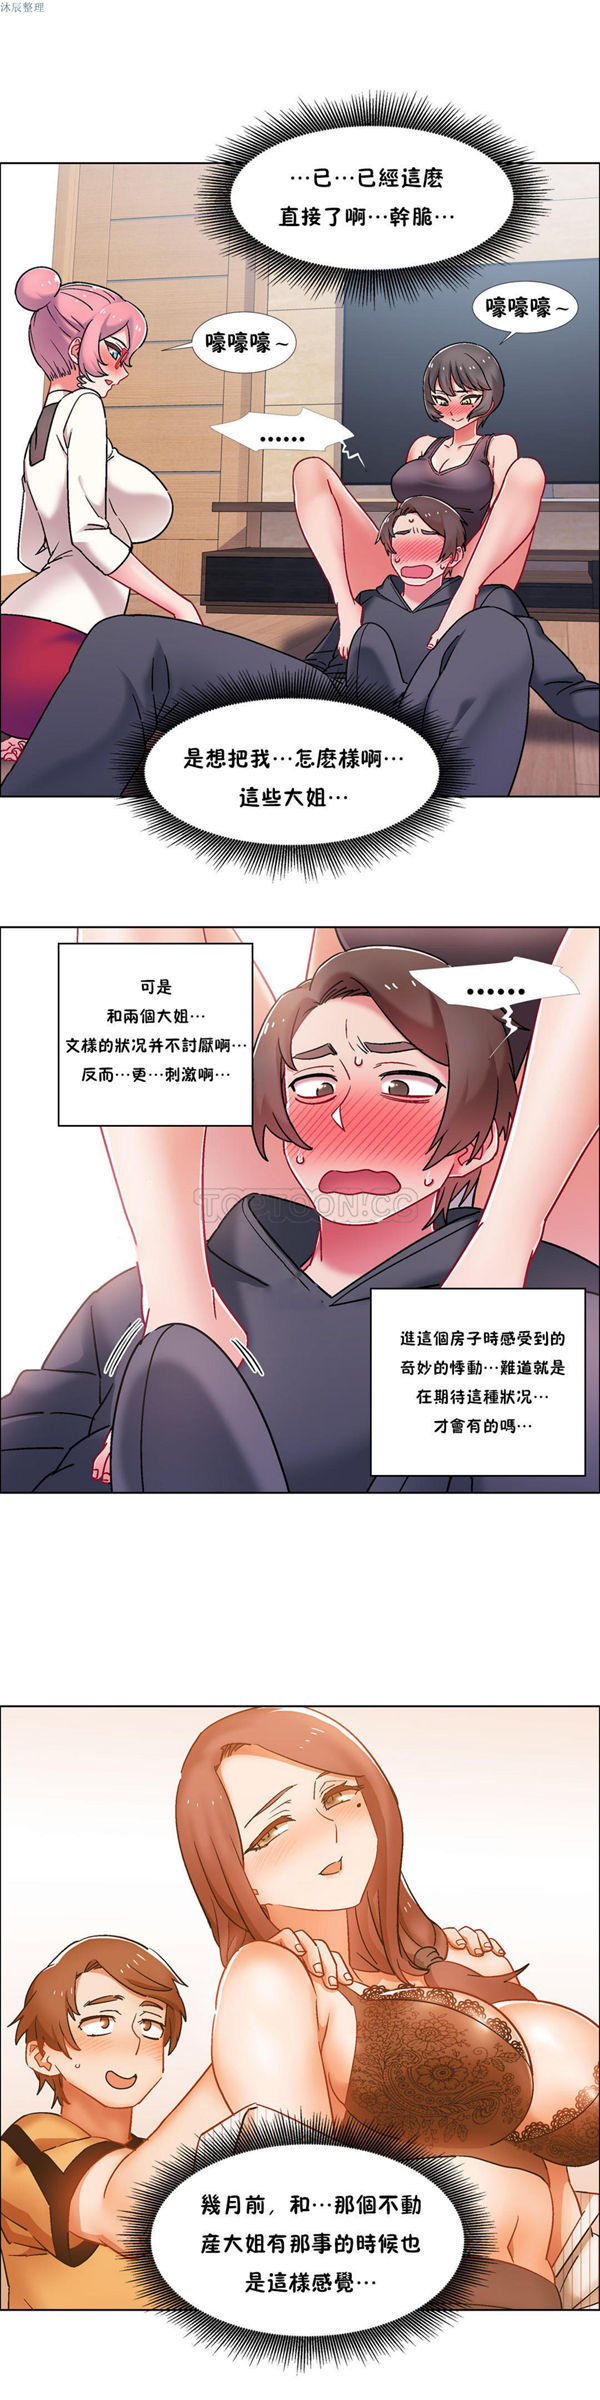 沐辰整理
…已…已經這麽
直接了啊…幹脆…
嚎嚎嚎~
嚎嚎嚎~
……
是想把我…怎麽樣啊…
這些大姐…
……
可是
和兩個大姐…
文樣的狀況并不討厭啊…
反而…更…刺激啊…
TOPTOON.CC
進這個房子時感受到的
奇妙的悸動…難道就是
在期待這種狀況…
才會有的嗎…
幾月前，和…那個不動
産大姐有那事的時候也
是這樣感覺…